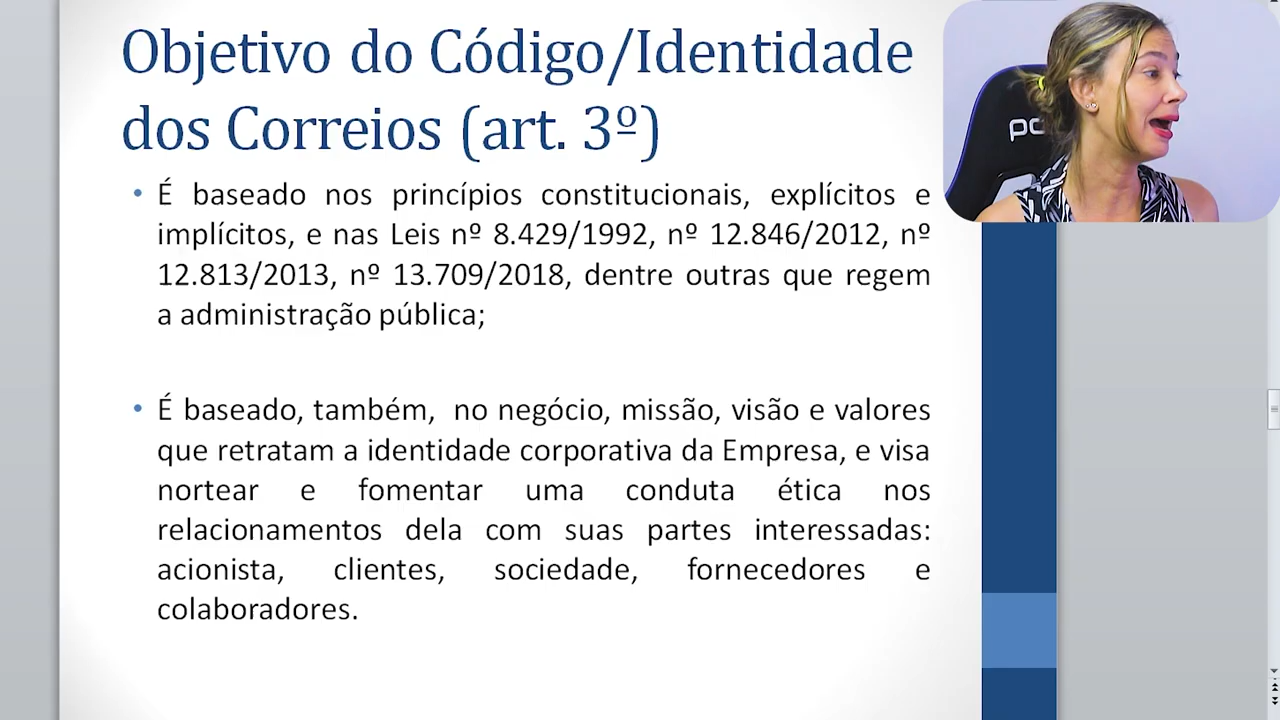 Objetivo do Código/Identidade
dos Correios (art. 3º)
• É baseado nos princípios constitucionais, explícitos e
implícitos, e nas Leis nº 8.429/1992, nº 12.846/2012, nº
12.813/2013, nº 13.709/2018, dentre outras que regem
a administração pública;
• É baseado, também, no negócio, missão, visão e valores
que retratam a identidade corporativa da Empresa, e visa
nortear e fomentar uma conduta ética nos
relacionamentos dela com suas partes interessadas:
acionista, clientes, sociedade, fornecedores e
colaboradores.